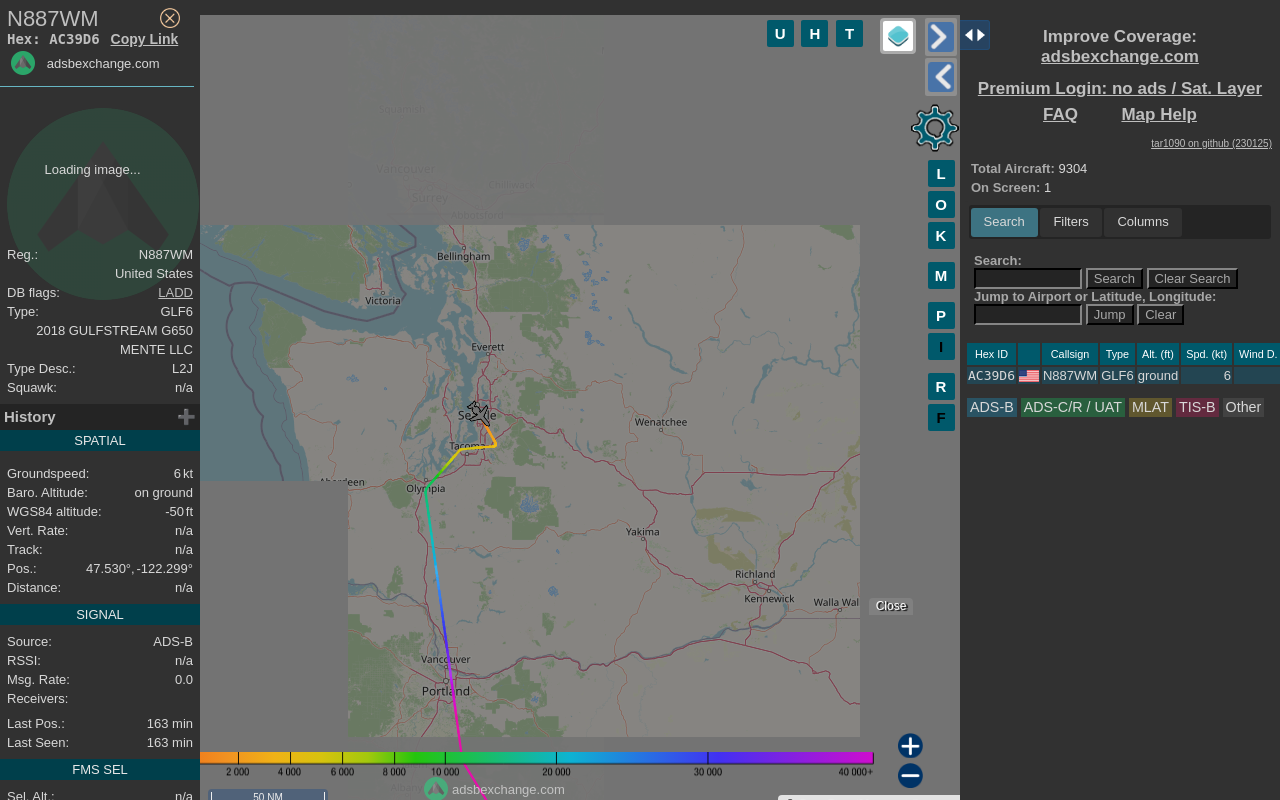 N887WM
Hex: AC39D6 Copy Link
adsbexchange.com
Loading image...
Reg.: N887WM
United States
DB flags: LADD
Type: GLF6
2018 GULFSTREAM G650
MENTE LLC
Type Desc.: L2J
Squawk: n/a
History
SPATIAL
Groundspeed: 6 kt
Baro. Altitude: on ground
WGS84 altitude: -50 ft
Vert. Rate: n/a
Track: n/a
Pos.: 47.530°, -122.299°
Distance: n/a
SIGNAL
Source: ADS-B
RSSI: n/a
Msg. Rate: 0.0
Receivers:
Last Pos.: 163 min
Last Seen: 163 min
FMS SEL
Sel. Alt.: n/a
U H T
L
O
K
M
P
I
R
F
Vancouver
Surrey
Bellingham
Victoria
Everett
Wenatchee
Tacoma
Olympia
Yakima
Richland
Kennewick
Walla Wal
Vancouver
Portland
Close
2 000 4 000 6 000 8 000 10 000 20 000 30 000 40 000+
adsbexchange.com
50 NM
Improve Coverage:
adsbexchange.com
Premium Login: no ads / Sat. Layer
FAQ Map Help
tar1090 on github (230125)
Total Aircraft: 9304
On Screen: 1
Search Filters Columns
Search:
Search Clear Search
Jump to Airport or Latitude, Longitude:
Jump Clear
Hex ID Callsign Type Alt. (ft) Spd. (kt) Wind D.
AC39D6 N887WM GLF6 ground 6
ADS-B ADS-C/R / UAT MLAT TIS-B Other